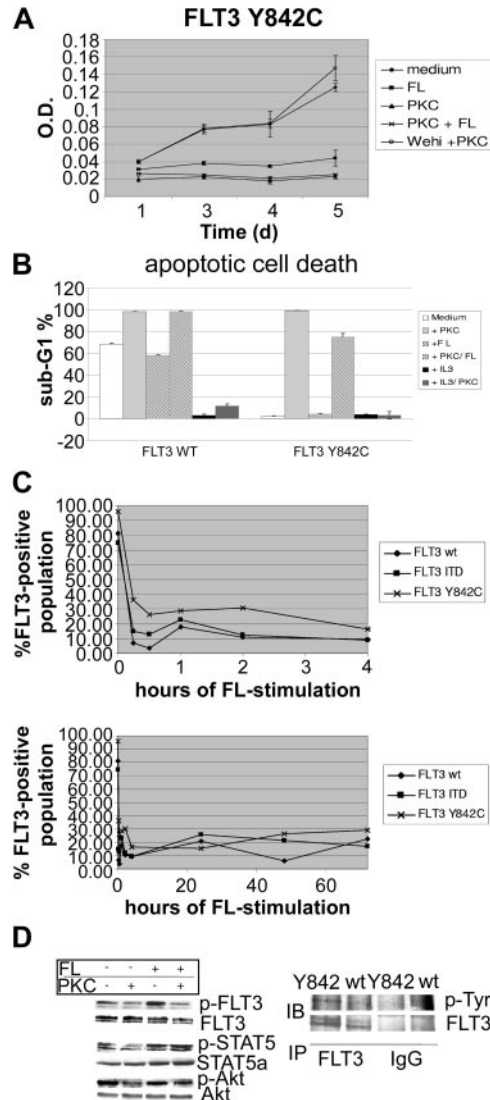 A
FLT3 Y842C
O.D.
0.18
0.16
0.14
0.12
0.1
0.08
0.06
0.04
0.02
0
1 3 4 5
Time (d)
medium
FL
PKC
PKC + FL
Wehi +PKC
B
apoptotic cell death
sub-G1 %
120
100
80
60
40
20
0
-20
FLT3 WT
FLT3 Y842C
Medium
+ PKC
+F L
+ PKC/ FL
+ IL3
+ IL3/ PKC
C
%FLT3-positive
population
100.00
90.00
80.00
70.00
60.00
50.00
40.00
30.00
20.00
10.00
0.00
0 1 2 3 4
hours of FL-stimulation
FLT3 wt
FLT3 ITD
FLT3 Y842C
% FLT3-positive
population
100.00
90.00
80.00
70.00
60.00
50.00
40.00
30.00
20.00
10.00
0.00
0 20 40 60
hours of FL-stimulation
FLT3 wt
FLT3 ITD
FLT3 Y842C
D
FL - - + +
PKC - + - +
p-FLT3
FLT3
p-STAT5
STAT5a
p-Akt
Akt
Y842 wt Y842 wt
IB
p-Tyr
FLT3
IP
FLT3 IgG